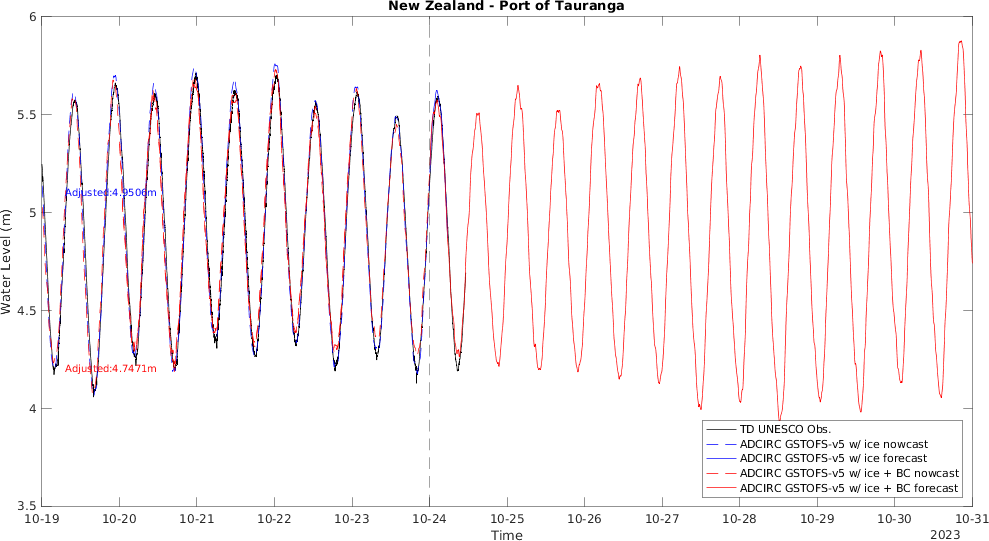 New Zealand - Port of Tauranga
6
5.5
5
4.5
4
3.5
Water Level (m)
Adjusted:4.9506m
Adjusted:4.7471m
TD UNESCO Obs.
ADCIRC GSTOFS-v5 w/ ice nowcast
ADCIRC GSTOFS-v5 w/ ice forecast
ADCIRC GSTOFS-v5 w/ ice + BC nowcast
ADCIRC GSTOFS-v5 w/ ice + BC forecast
10-19 10-20 10-21 10-22 10-23 10-24 10-25 10-26 10-27 10-28 10-29 10-30 10-31
Time
2023